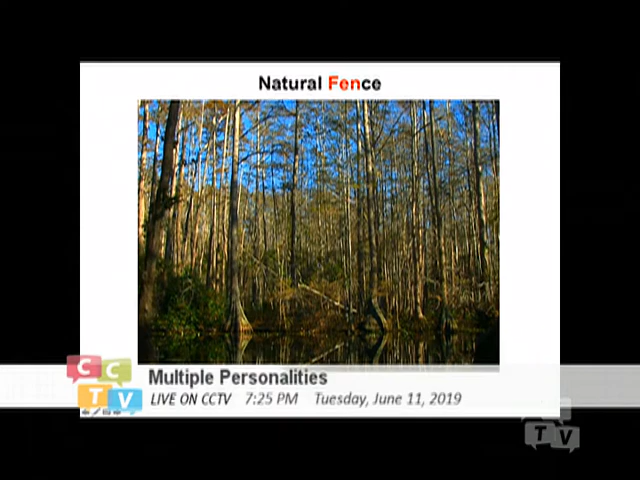 Natural Fence
CC
TV
Multiple Personalities
LIVE ON CCTV 7:25 PM Tuesday, June 11, 2019
TV